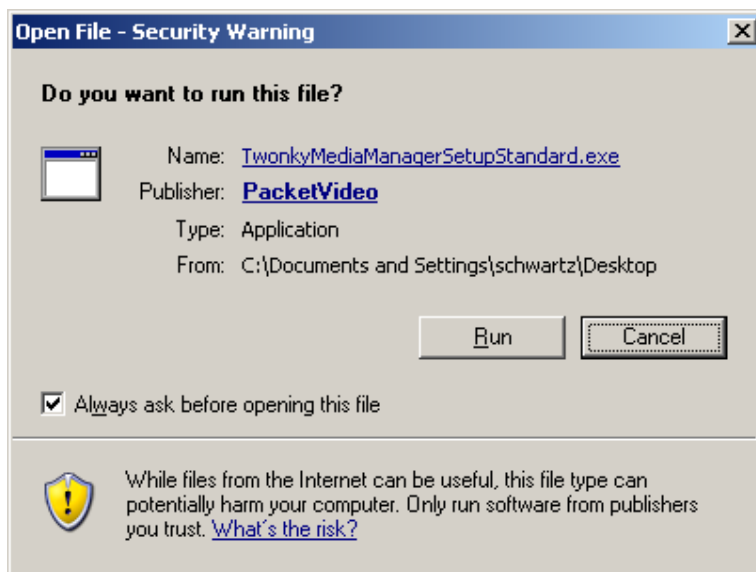 Open File - Security Warning
Do you want to run this file?
Name: TwonkyMediaManagerSetupStandard.exe
Publisher: PacketVideo
Type: Application
From: C:\Documents and Settings\schwartz\Desktop
Run Cancel
Always ask before opening this file
While files from the Internet can be useful, this file type can
potentially harm your computer. Only run software from publishers
you trust. What's the risk?